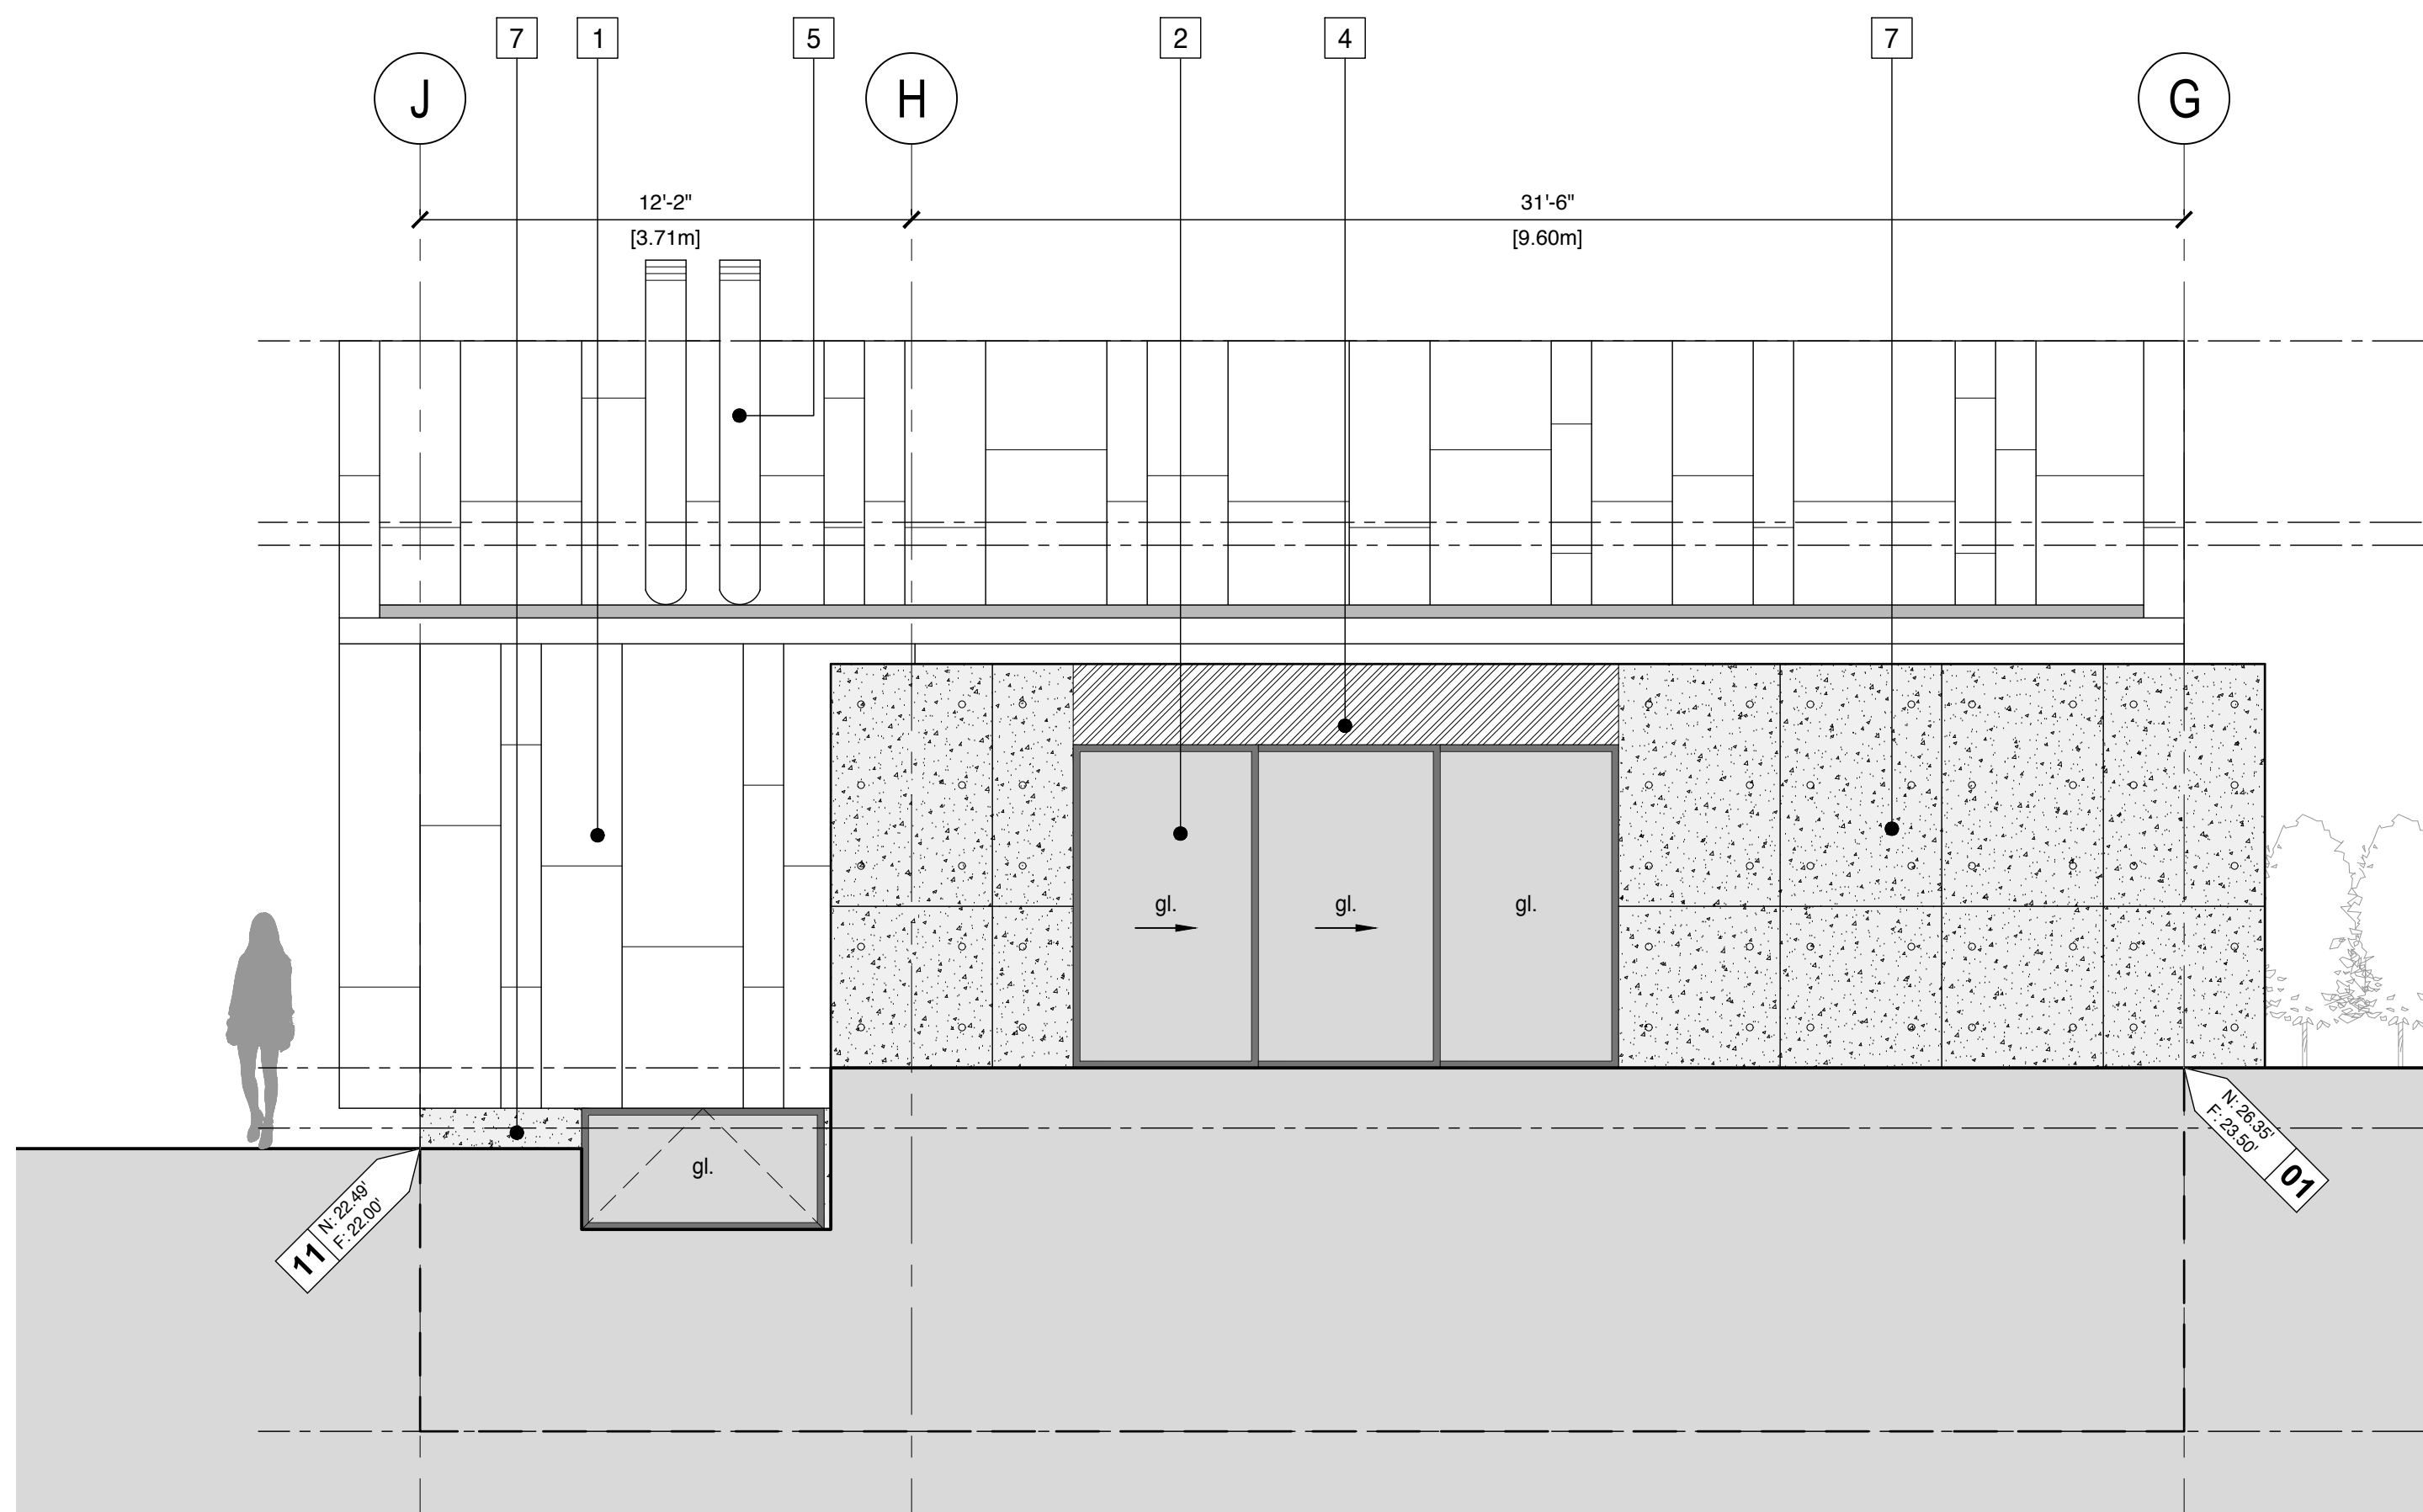 7
1
5
2
4
7
J
H
G
12'-2"
[3.71m]
31'-6"
[9.60m]
gl.
gl.
gl.
gl.
11
N: 22.49'
F: 22.00'
N: 26.35'
F: 23.50'
01